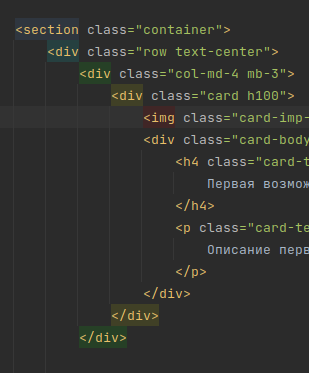 <section class="container">
<div class="row text-center">
<div class="col-md-4 mb-3">
<div class="card h100">
<img class="card-imp-
<div class="card-body
<h4 class="card-t
Первая возмож
</h4>
<p class="card-te
Описание перв
</p>
</div>
</div>
</div>